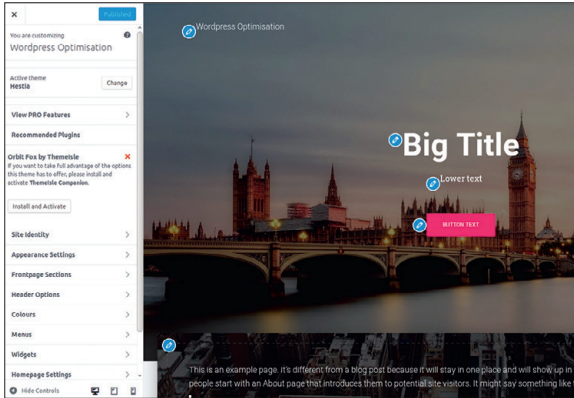 Published
You are customizing
Wordpress Optimisation
Active theme
Hestia
Change
View PRO Features
Recommended Plugins
Orbit Fox by ThemeIsle
If you want to take full advantage of the options
this theme has to offer, please install and
activate ThemeIsle Companion.
Install and Activate
Site Identity
Appearance Settings
Frontpage Sections
Header Options
Colours
Menus
Widgets
Homepage Settings
Hide Controls
Wordpress Optimisation
Big Title
Lower text
BUTTON TEXT
This is an example page. It's different from a blog post because it will stay in one place and will show up in
people start with an About page that introduces them to potential site visitors. It might say something like